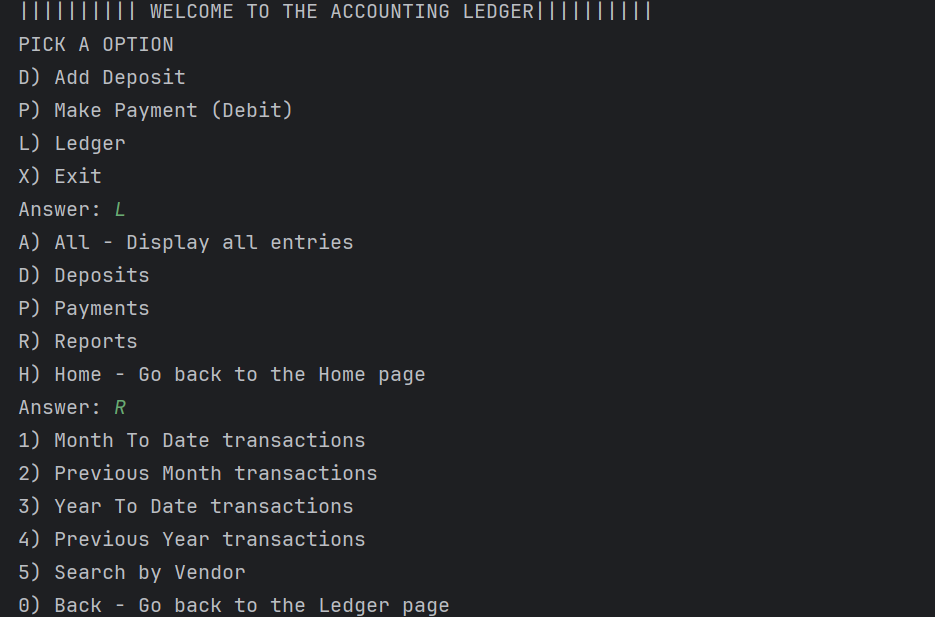 |||||||||| WELCOME TO THE ACCOUNTING LEDGER||||||||||
PICK A OPTION
D) Add Deposit
P) Make Payment (Debit)
L) Ledger
X) Exit
Answer: L
A) All - Display all entries
D) Deposits
P) Payments
R) Reports
H) Home - Go back to the Home page
Answer: R
1) Month To Date transactions
2) Previous Month transactions
3) Year To Date transactions
4) Previous Year transactions
5) Search by Vendor
0) Back - Go back to the Ledger page